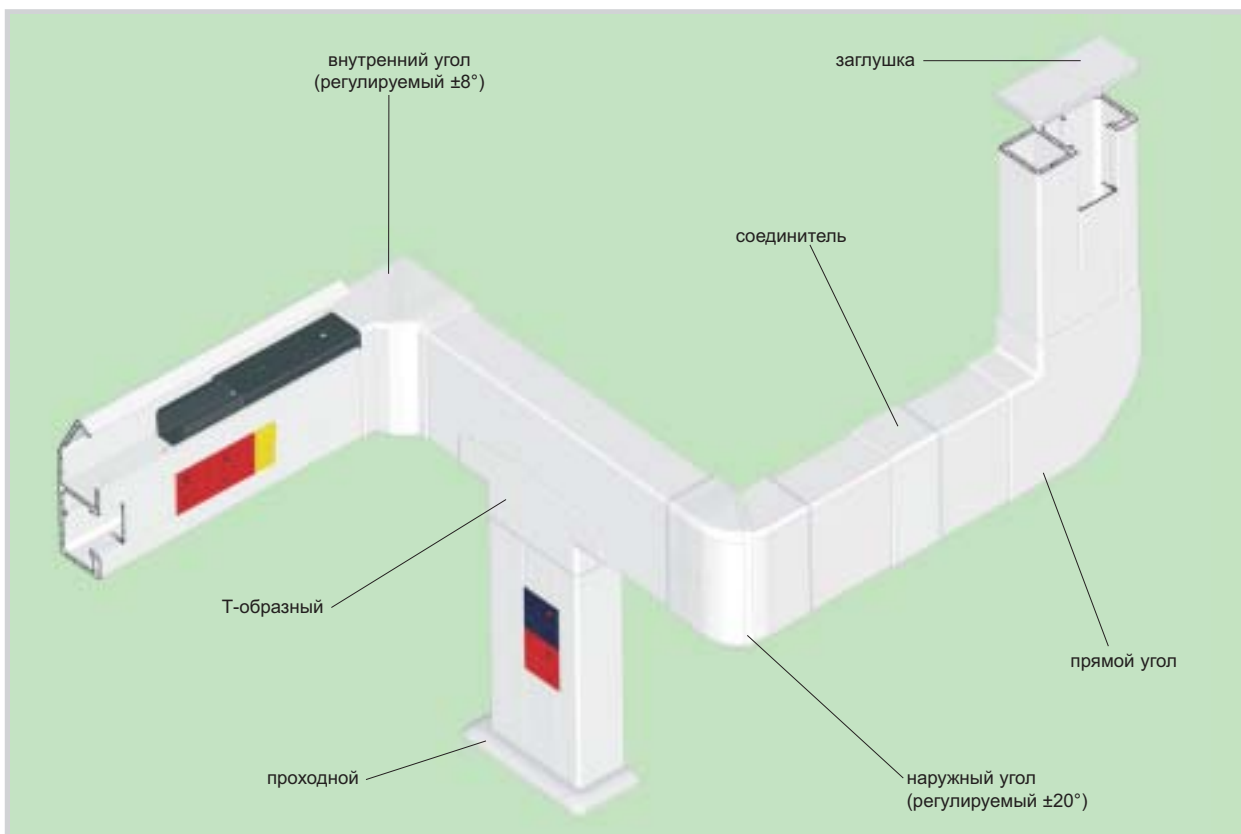 внутренний угол
(регулируемый ±8°)
заглушка
соединитель
Т-образный
прямой угол
проходной
наружный угол
(регулируемый ±20°)